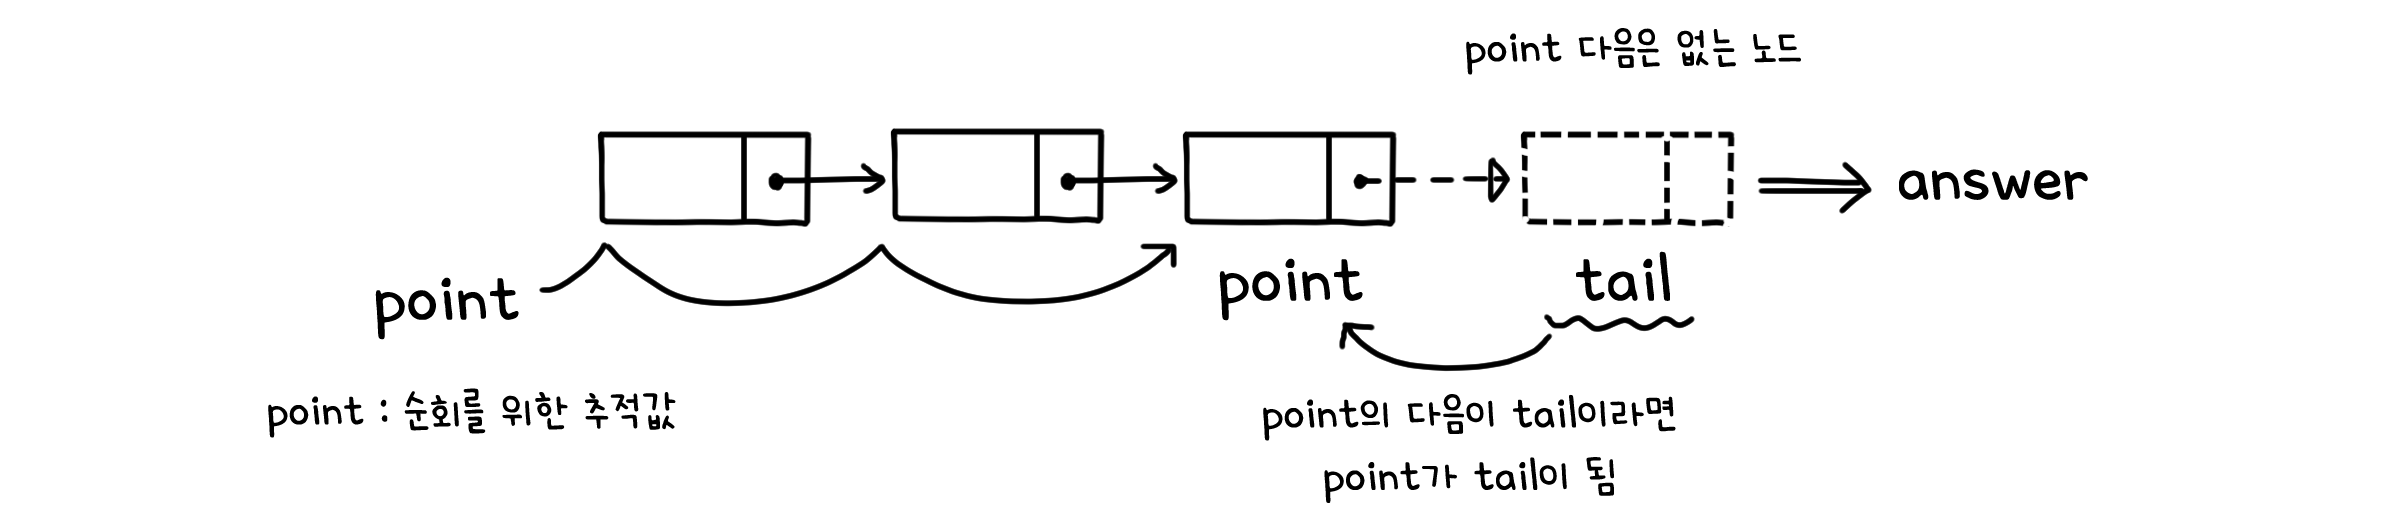 point 다음은 없는 노드
answer
point
point
tail
point : 순회를 위한 추적값
point의 다음이 tail이라면
point가 tail이 됨